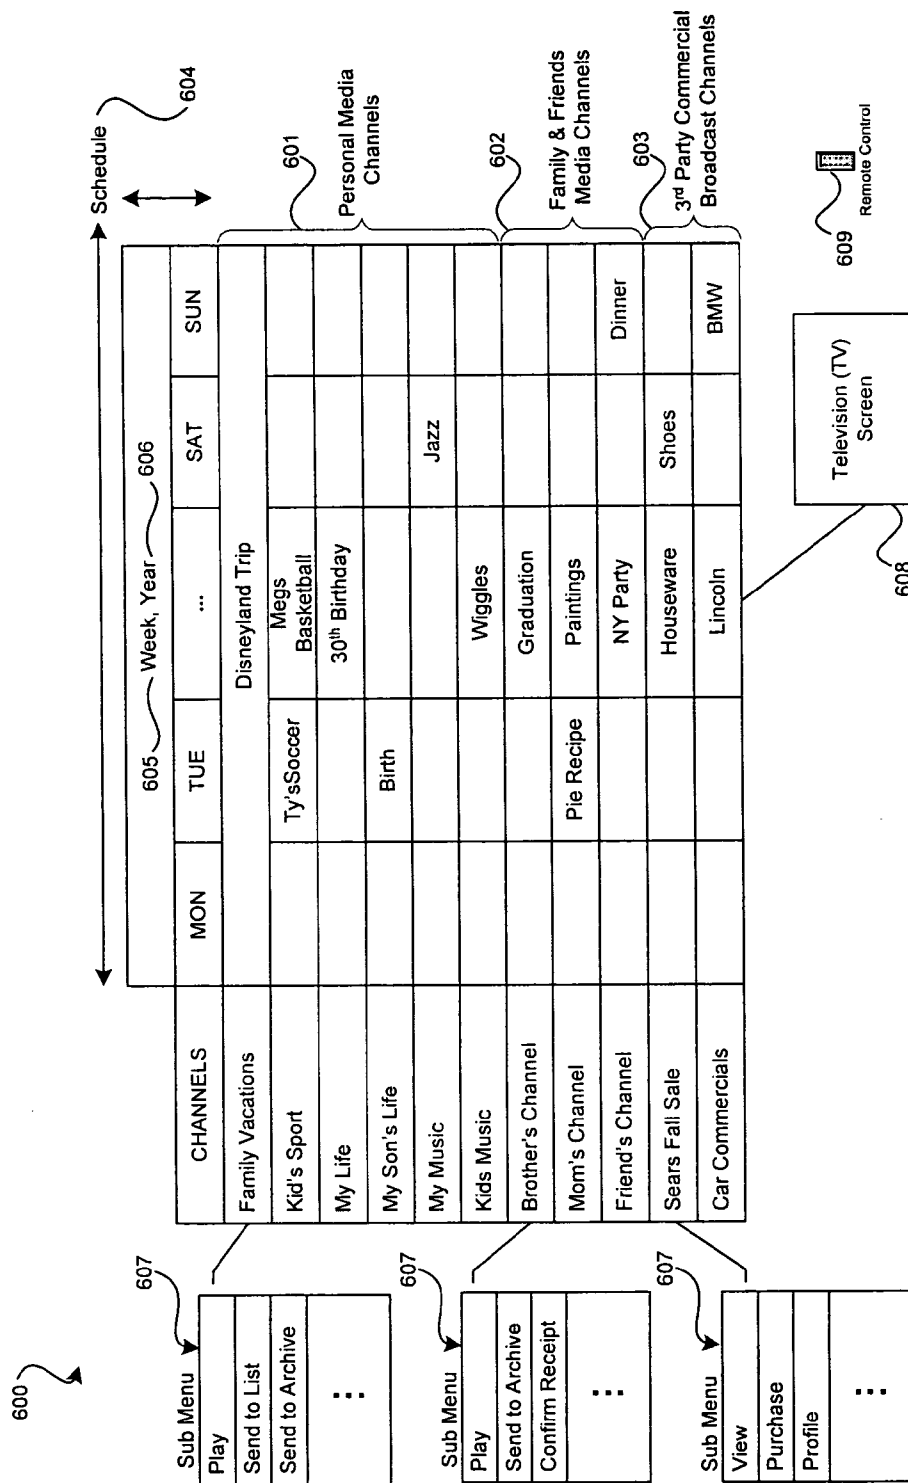 600
Schedule
604
605 Week, Year 606
CHANNELS MON TUE ... SAT SUN
Family Vacations Disneyland Trip
Kid's Sport Ty'sSoccer Megs
Basketball
My Life 30th Birthday
My Son's Life Birth
My Music Jazz
Kids Music Wiggles
Brother's Channel Graduation
Mom's Channel Pie Recipe Paintings
Friend's Channel NY Party Dinner
Sears Fall Sale Houseware Shoes
Car Commercials Lincoln BMW
601
Personal Media
Channels
602
Family & Friends
Media Channels
603
3rd Party Commercial
Broadcast Channels
Sub Menu
607
Play
Send to List
Send to Archive
...
Sub Menu
607
Play
Send to Archive
Confirm Receipt
...
Sub Menu
607
View
Purchase
Profile
...
Television (TV)
Screen
608
609
Remote Control